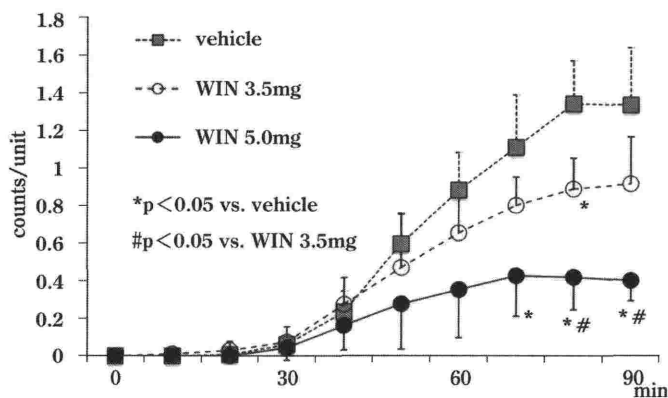 1.8
1.6
1.4
1.2
1
0.8
0.6
0.4
0.2
0
counts/unit
vehicle
WIN 3.5mg
WIN 5.0mg
*p<0.05 vs. vehicle
#p<0.05 vs. WIN 3.5mg
*
*
*#
*#
0
30
60
90
min